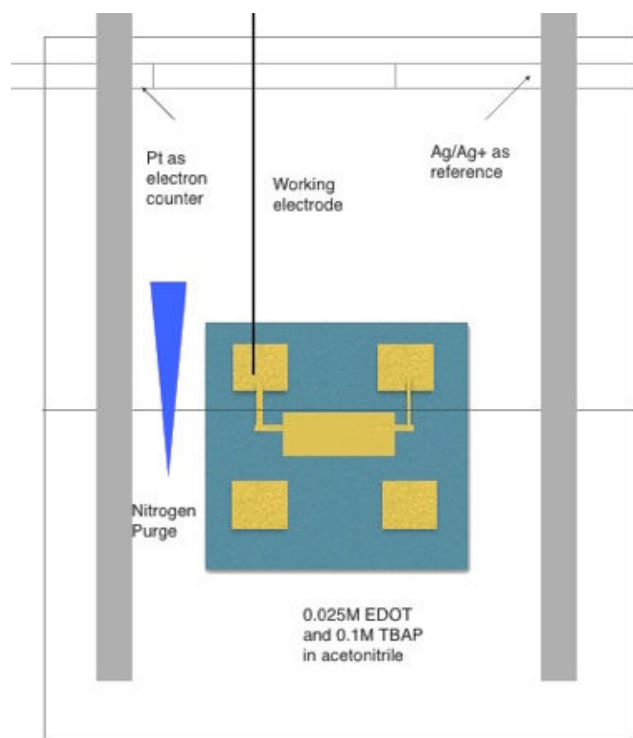 Pt as
electron
counter
Working
electrode
Ag/Ag+ as
reference
Nitrogen
Purge
0.025M EDOT
and 0.1M TBAP
in acetonitrile